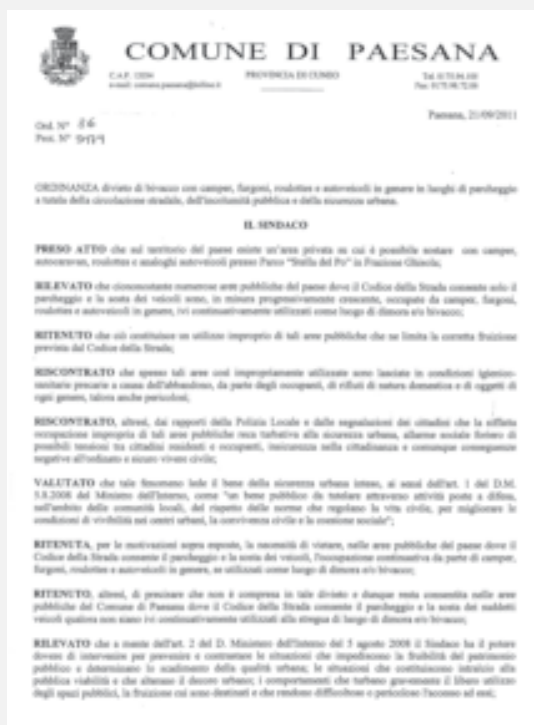 COMUNE DI PAESANA
C.A.P. 12034
PROVINCIA DI CUNEO
Tel. 0175.94.105
Paesana, 21/09/2011
Ord. N° 86
Prot. N°
ORDINANZA divieto di bivacco con camper, furgoni, roulottes e autoveicoli in genere in luoghi di parcheggio
a tutela della circolazione stradale, dell'incolumità pubblica e della sicurezza urbana.
IL SINDACO
PRESO ATTO che sul territorio del paese esiste un'area privata su cui è possibile sostare con camper,
autocaravan, roulottes e analoghi autoveicoli presso Parco "Stella del Po" in Frazione Ghisola;
RILEVATO che ciononostante numerose aree pubbliche del paese dove il Codice della Strada consente solo il
parcheggio e la sosta dei veicoli sono, in misura progressivamente crescente, occupate da camper, furgoni,
roulottes e autoveicoli in genere, ivi continuativamente utilizzati come luogo di dimora e/o bivacco;
RITENUTO che ciò costituisce un utilizzo improprio di tali aree pubbliche che ne limita la corretta fruizione
prevista dal Codice della Strada;
RISCONTRATO che spesso tali aree così impropriamente utilizzate sono lasciate in condizioni igienico-
sanitarie precarie a causa dell'abbandono, da parte degli occupanti, di rifiuti di natura domestica e di oggetti di
ogni genere, talora anche pericolosi;
RISCONTRATO, altresì, dai rapporti della Polizia Locale e dalle segnalazioni dei cittadini che la siffatta
occupazione impropria di tali aree pubbliche reca turbativa alla sicurezza urbana, allarme sociale foriero di
possibili tensioni tra cittadini residenti e occupanti, insicurezza nella cittadinanza e comunque conseguenze
negative all'ordinato e sicuro vivere civile;
VALUTATO che tale fenomeno lede il bene della sicurezza urbana inteso, ai sensi dell'art. 1 del D.M.
5.8.2008 del Ministero dell'Interno, come "un bene pubblico da tutelare attraverso attività poste a difesa,
nell'ambito delle comunità locali, del rispetto delle norme che regolano la vita civile, per migliorare le
condizioni di vivibilità nei centri urbani, la convivenza civile e la coesione sociale";
RITENUTA, per le motivazioni sopra esposte, la necessità di vietare, nelle aree pubbliche del paese dove il
Codice della Strada consente il parcheggio e la sosta dei veicoli, l'occupazione continuativa da parte di camper,
furgoni, roulottes e autoveicoli in genere, se utilizzati come luogo di dimora e/o bivacco;
RITENUTO, altresì, di precisare che non è compresa in tale divieto e dunque resta consentita nelle aree
pubbliche del Comune di Paesana dove il Codice della Strada consente il parcheggio e la sosta dei suddetti
veicoli qualora non siano ivi continuativamente utilizzati alla stregua di luogo di dimora e/o bivacco;
RILEVATO che a mente dell'art. 2 del D. Ministero dell'Interno del 5 agosto 2008 il Sindaco ha il potere
dovere di intervenire per prevenire e contrastare le situazioni che impediscono la fruibilità del patrimonio
pubblico e determinano lo scadimento della qualità urbana; le situazioni che costituiscono intralcio alla
pubblica viabilità e che alterano il decoro urbano; i comportamenti che turbano gravemente il libero utilizzo
degli spazi pubblici, la fruizione cui sono destinati e che rendono difficoltoso o pericoloso l'accesso ad essi;